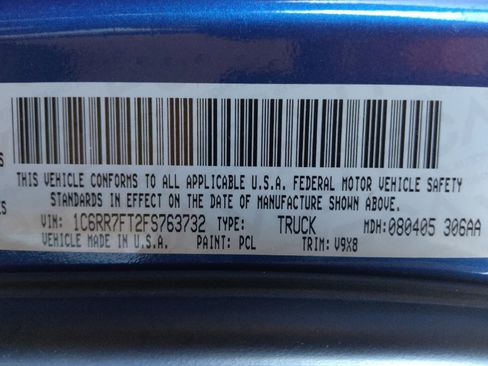 S
THIS VEHICLE CONFORMS TO ALL APPLICABLE U.S.A. FEDERAL MOTOR VEHICLE SAFETY
STANDARDS IN EFFECT ON THE DATE OF MANUFACTURE SHOWN ABOVE.
ES
VIN: 1C6RR7FT2FS763732 TYPE: TRUCK MDH:080405 306AA
VEHICLE MADE IN U.S.A. PAINT: PCL TRIM: V9X8